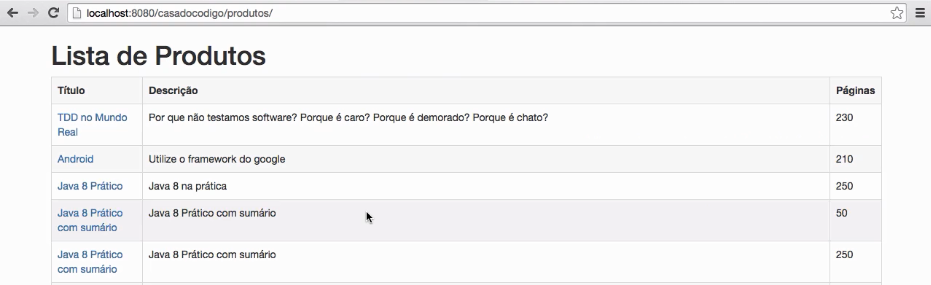 localhost:8080/casadocodigo/produtos/
Lista de Produtos
Título Descrição Páginas
TDD no Mundo Por que não testamos software? Porque é caro? Porque é demorado? Porque é chato? 230
Real
Android Utilize o framework do google 210
Java 8 Prático Java 8 na prática 250
Java 8 Prático Java 8 Prático com sumário 50
com sumário
Java 8 Prático Java 8 Prático com sumário 250
com sumário